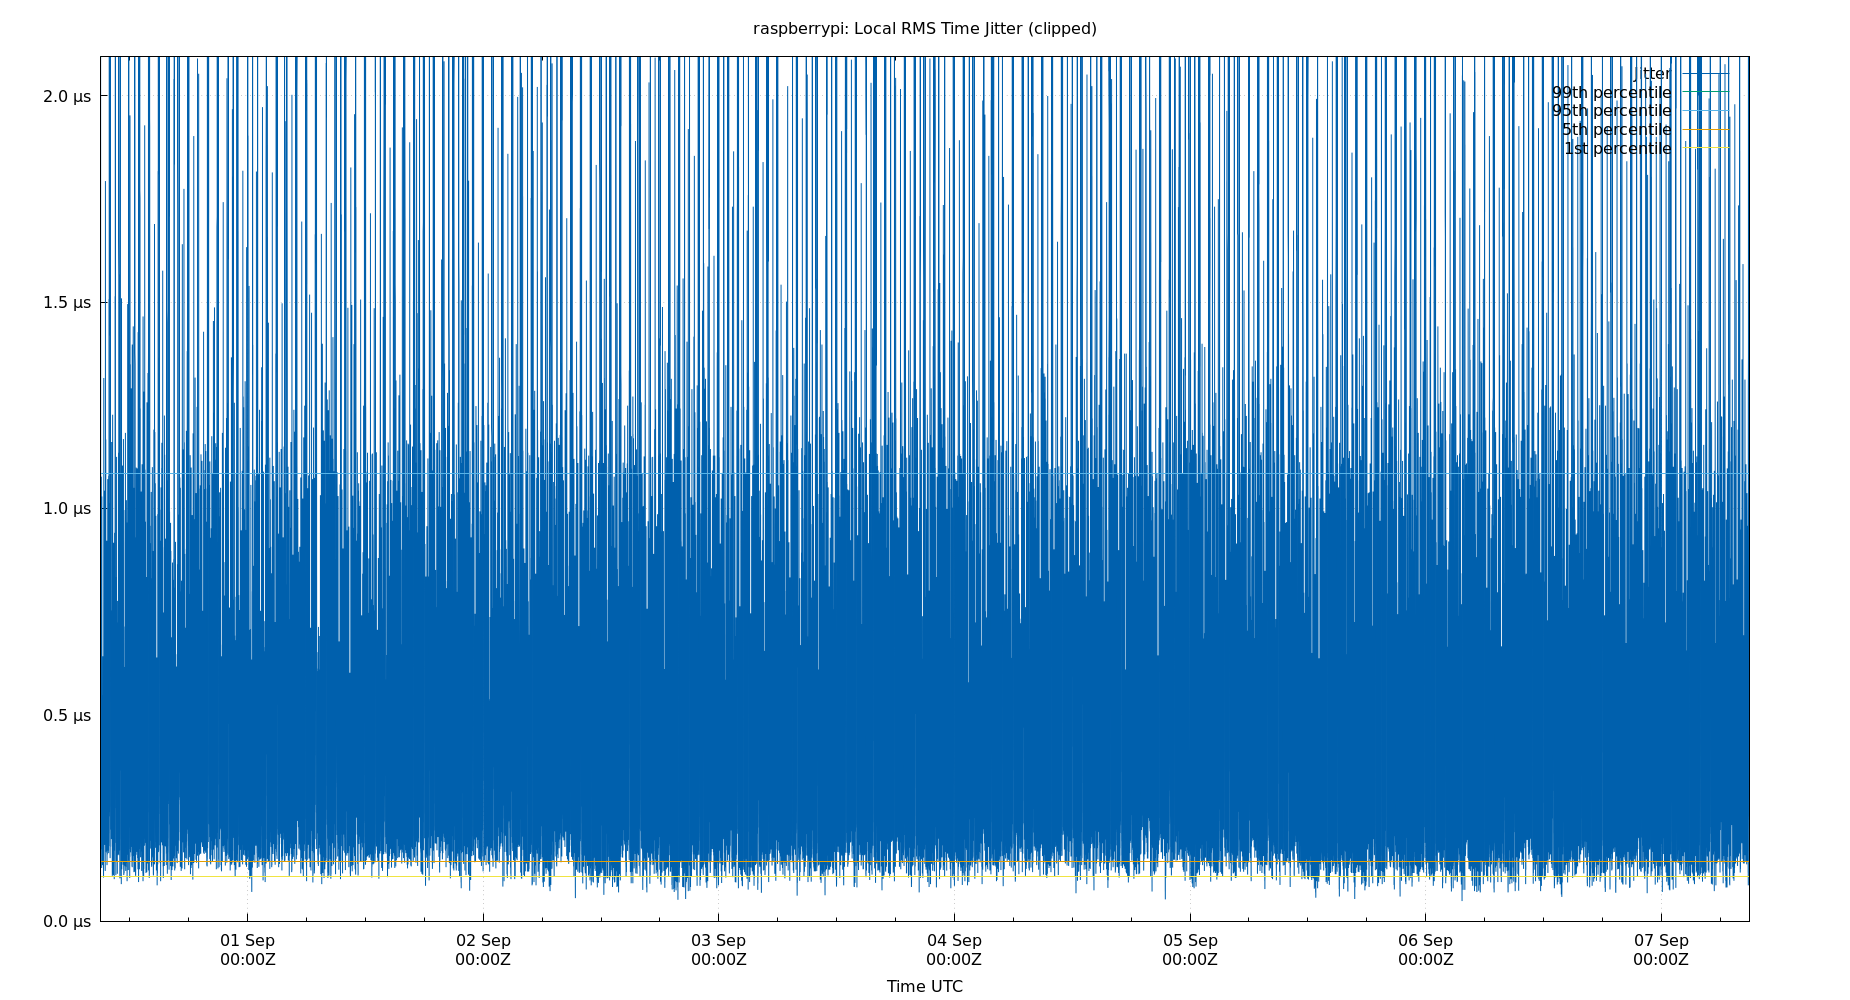 raspberrypi: Local RMS Time Jitter (clipped)
jitter
99th percentile
95th percentile
5th percentile
1st percentile
2.0 µs
1.5 µs
1.0 µs
0.5 µs
0.0 µs
01 Sep
00:00Z
02 Sep
00:00Z
03 Sep
00:00Z
04 Sep
00:00Z
05 Sep
00:00Z
06 Sep
00:00Z
07 Sep
00:00Z
Time UTC